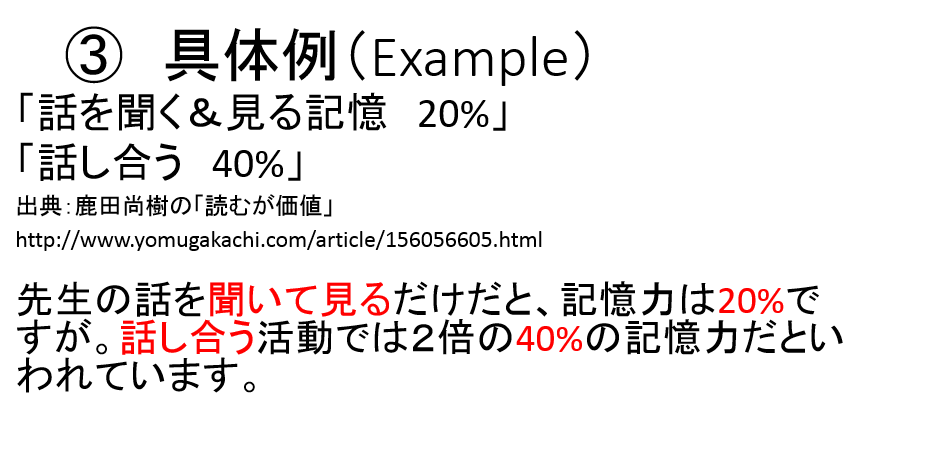 ③　具体例（Example）
「話を聞く＆見る記憶　20%」
「話し合う　40%」
出典：鹿田尚樹の「読むが価値」
http://www.yomugakachi.com/article/156056605.html
先生の話を聞いて見るだけだと、記憶力は20%で
すが。話し合う活動では２倍の40%の記憶力だとい
われています。